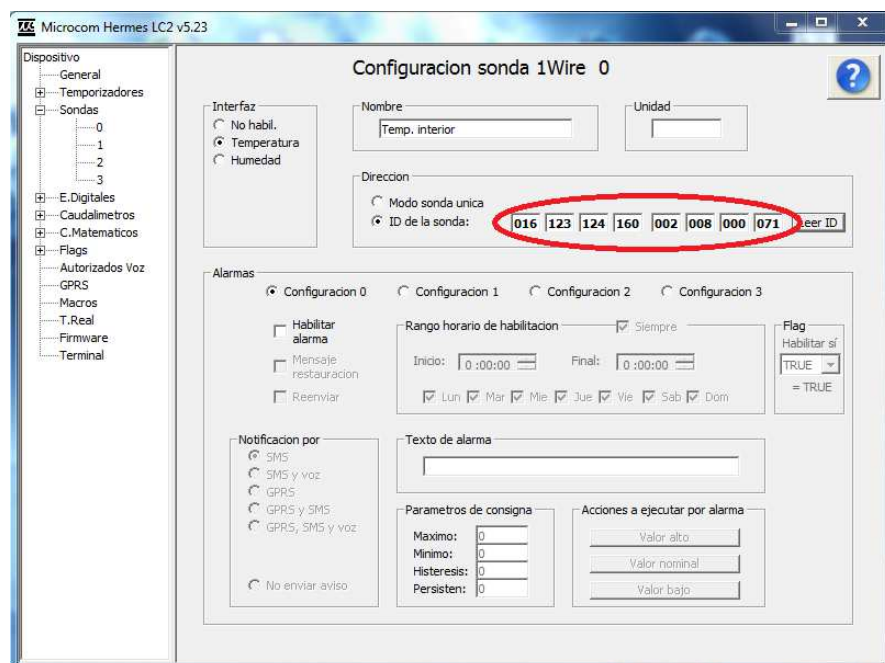 Microcom Hermes LC2 v5.23
Dispositivo
General
Temporizadores
Sondas
0
1
2
3
E.Digitales
Caudalimetros
C.Matematicos
Flags
Autorizados Voz
GPRS
Macros
T.Real
Firmware
Terminal
Configuracion sonda 1Wire 0
Interfaz
No habil.
Temperatura
Humedad
Nombre
Temp. interior
Unidad
Direccion
Modo sonda unica
ID de la sonda: 016 123 124 160 002 008 000 071 Leer ID
Alarmas
Configuracion 0 Configuracion 1 Configuracion 2 Configuracion 3
Habilitar
alarma
Mensaje
restauracion
Reenviar
Rango horario de habilitacion Siempre
Inicio: 0 :00:00 Final: 0 :00:00
Lun Mar Mie Jue Vie Sab Dom
Flag
Habilitar sí
TRUE
= TRUE
Notificacion por
SMS
SMS y voz
GPRS
GPRS y SMS
GPRS, SMS y voz
No enviar aviso
Texto de alarma
Parametros de consigna
Maximo: 0
Minimo: 0
Histeresis: 0
Persisten: 0
Acciones a ejecutar por alarma
Valor alto
Valor nominal
Valor bajo